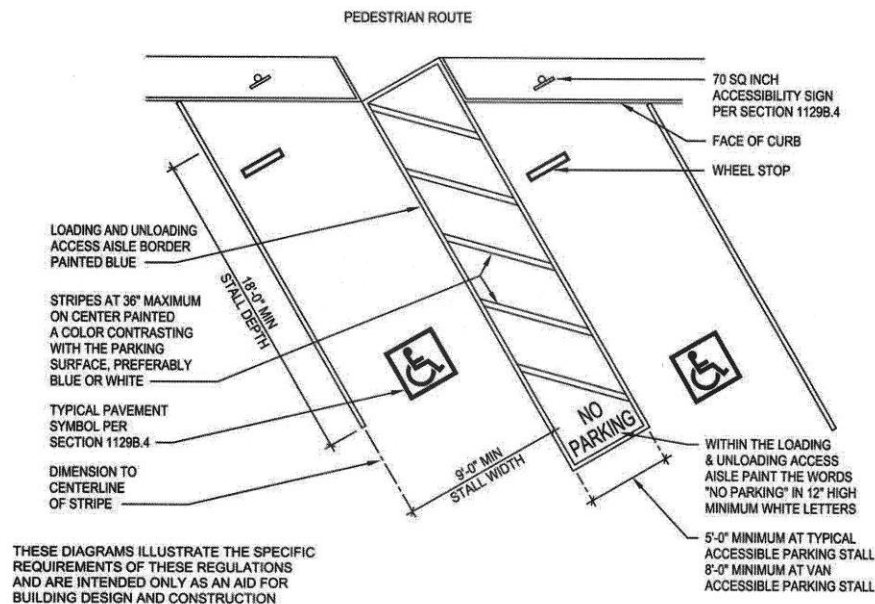 PEDESTRIAN ROUTE
70 SQ INCH
ACCESSIBILITY SIGN
PER SECTION 1129B.4
FACE OF CURB
WHEEL STOP
LOADING AND UNLOADING
ACCESS AISLE BORDER
PAINTED BLUE
STRIPES AT 36" MAXIMUM
ON CENTER PAINTED
A COLOR CONTRASTING
WITH THE PARKING
SURFACE, PREFERABLY
BLUE OR WHITE
TYPICAL PAVEMENT
SYMBOL PER
SECTION 1129B.4
DIMENSION TO
CENTERLINE
OF STRIPE
18'-0" MIN
STALL DEPTH
9'-0" MIN
STALL WIDTH
NO
PARKING
WITHIN THE LOADING
& UNLOADING ACCESS
AISLE PAINT THE WORDS
"NO PARKING" IN 12" HIGH
MINIMUM WHITE LETTERS
5'-0" MINIMUM AT TYPICAL
ACCESSIBLE PARKING STALL
8'-0" MINIMUM AT VAN
ACCESSIBLE PARKING STALL
THESE DIAGRAMS ILLUSTRATE THE SPECIFIC
REQUIREMENTS OF THESE REGULATIONS
AND ARE INTENDED ONLY AS AN AID FOR
BUILDING DESIGN AND CONSTRUCTION